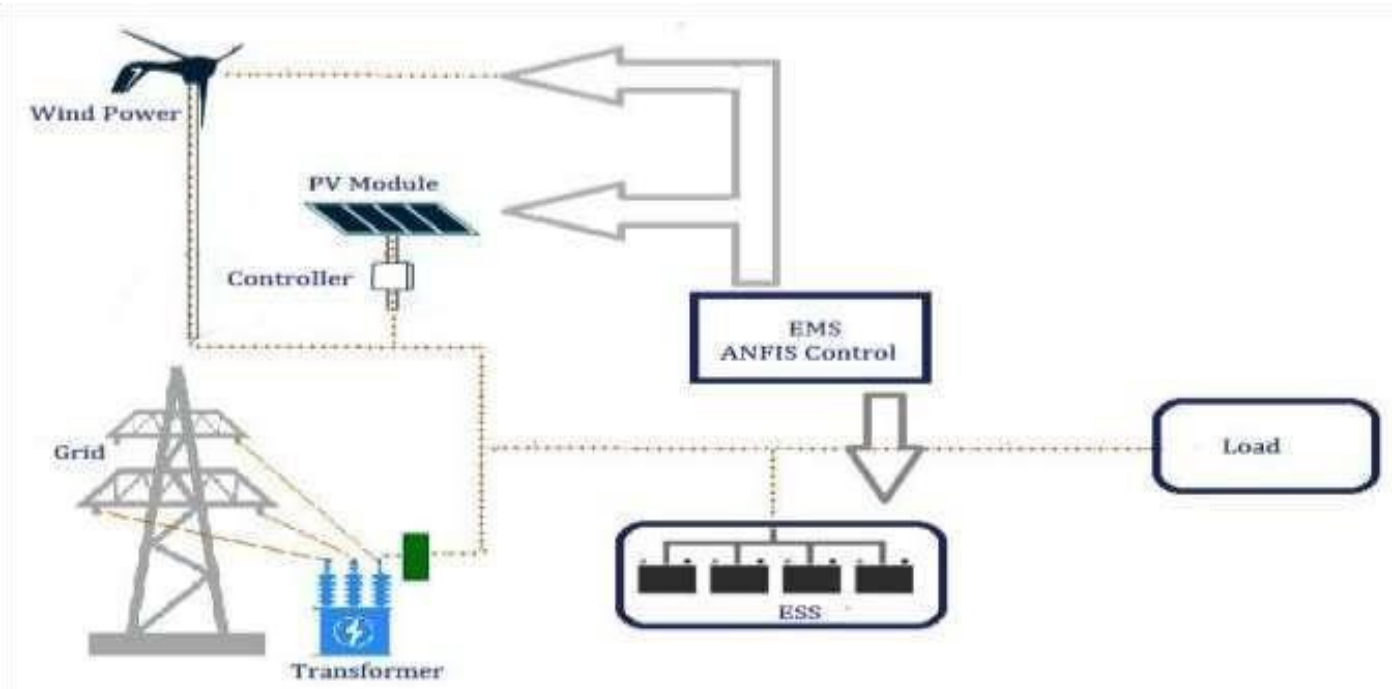 Wind Power
PV Module
Controller
EMS
ANFIS Control
Grid
Load
ESS
Transformer